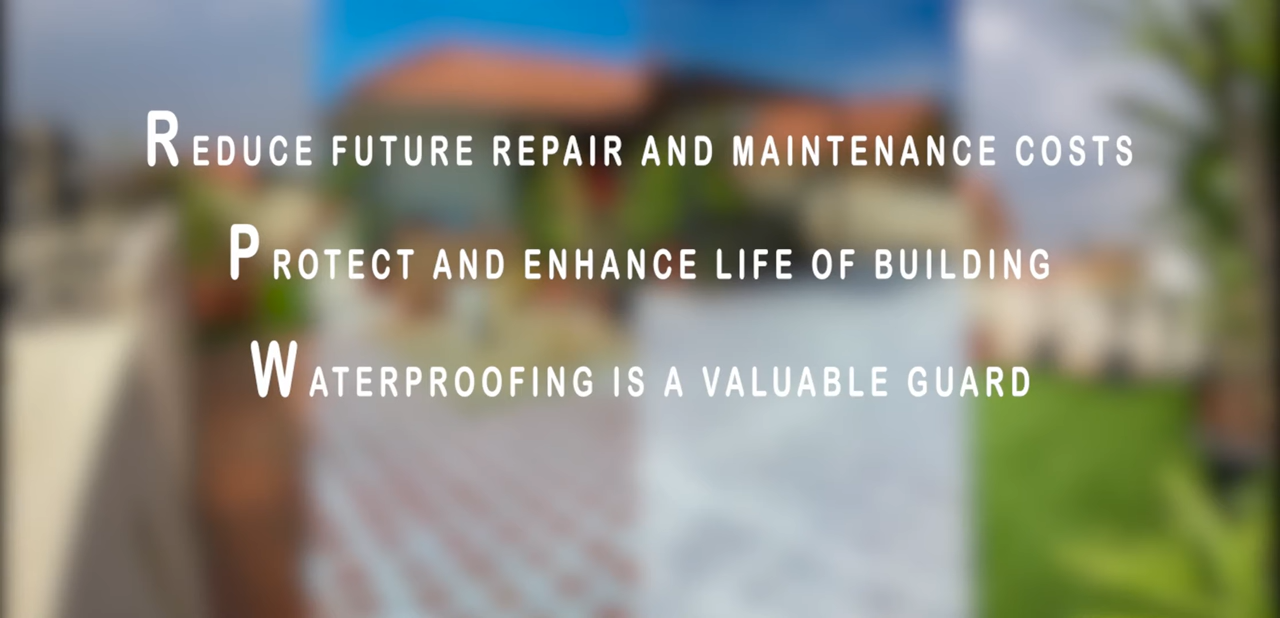 REDUCE FUTURE REPAIR AND MAINTENANCE COSTS
PROTECT AND ENHANCE LIFE OF BUILDING
WATERPROOFING IS A VALUABLE GUARD